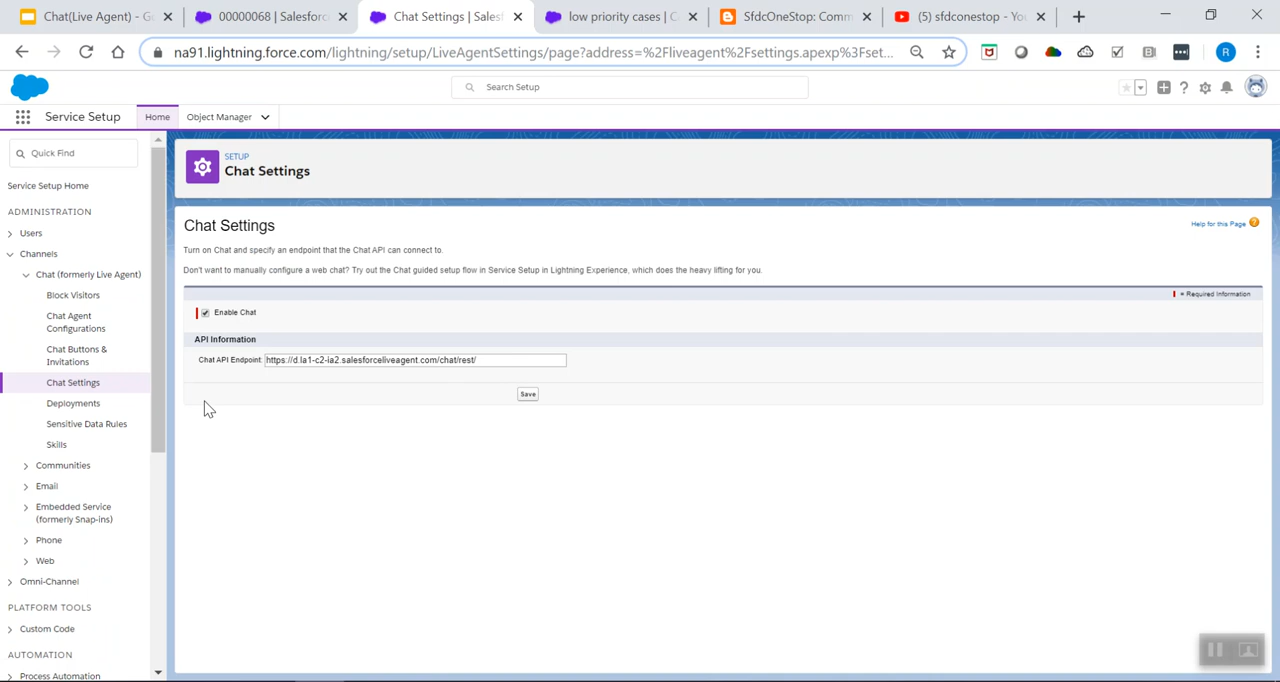 Chat(Live Agent) - G
00000068 | Salesforc
Chat Settings | Sales
low priority cases | C
SfdcOneStop: Comm
(5) sfdconestop - Yo
na91.lightning.force.com/lightning/setup/LiveAgentSettings/page?address=%2Fliveagent%2Fsettings.apexp%3Fset...
Search Setup
Service Setup
Home
Object Manager
Quick Find
Service Setup Home
ADMINISTRATION
Users
Channels
Chat (formerly Live Agent)
Block Visitors
Chat Agent
Configurations
Chat Buttons &
Invitations
Chat Settings
Deployments
Sensitive Data Rules
Skills
Communities
Email
Embedded Service
(formerly Snap-ins)
Phone
Web
Omni-Channel
PLATFORM TOOLS
Custom Code
AUTOMATION
Process Automation
SETUP
Chat Settings
Chat Settings
Help for this Page
Turn on Chat and specify an endpoint that the Chat API can connect to.
Don't want to manually configure a web chat? Try out the Chat guided setup flow in Service Setup in Lightning Experience, which does the heavy lifting for you.
= Required Information
Enable Chat
API Information
Chat API Endpoint: https://d.la1-c2-ia2.salesforceliveagent.com/chat/rest/
Save